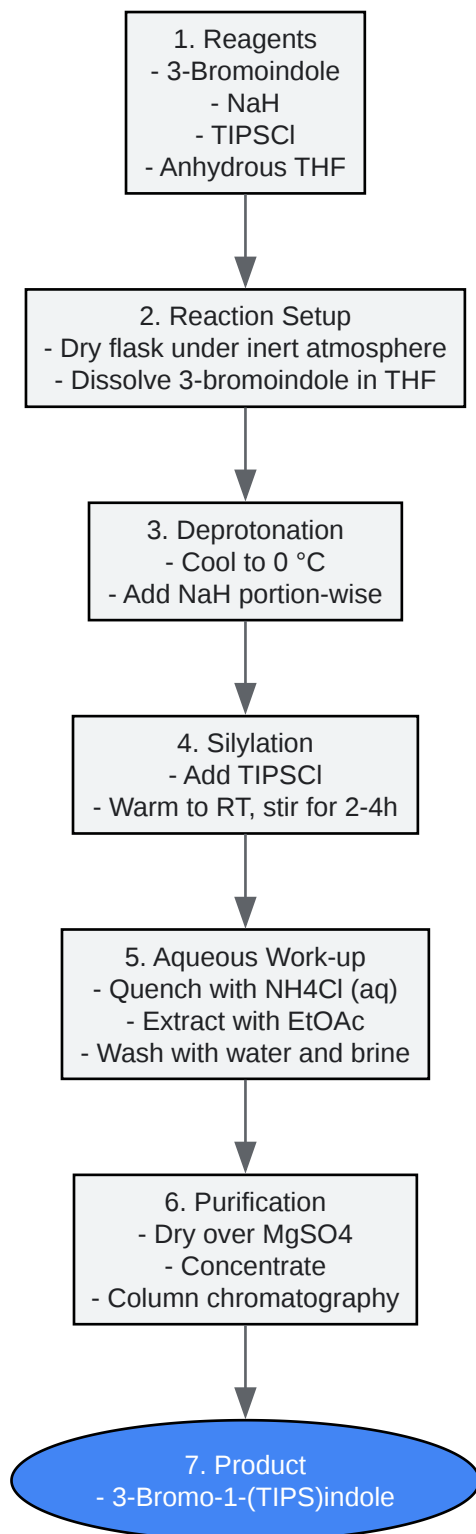 1. Reagents
- 3-Bromoindole
- NaH
- TIPSCl
- Anhydrous THF
2. Reaction Setup
- Dry flask under inert atmosphere
- Dissolve 3-bromoindole in THF
3. Deprotonation
- Cool to 0 °C
- Add NaH portion-wise
4. Silylation
- Add TIPSCl
- Warm to RT, stir for 2-4h
5. Aqueous Work-up
- Quench with NH4Cl (aq)
- Extract with EtOAc
- Wash with water and brine
6. Purification
- Dry over MgSO4
- Concentrate
- Column chromatography
7. Product
- 3-Bromo-1-(TIPS)indole